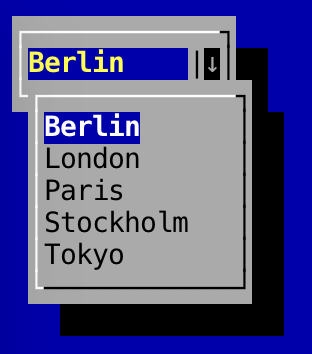 Berlin ↓
Berlin
London
Paris
Stockholm
Tokyo